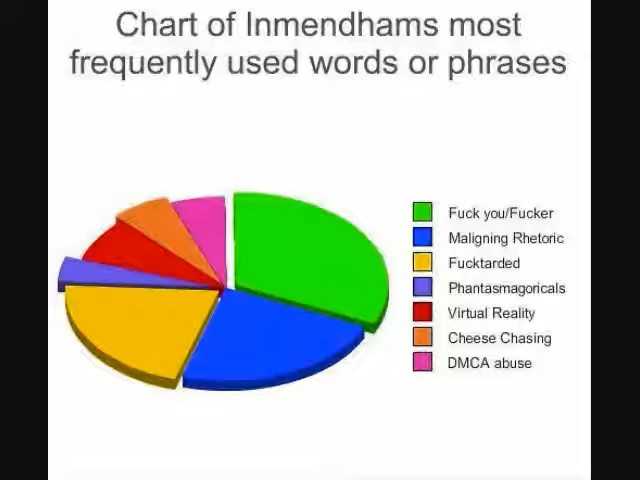 Chart of Inmendhams most
frequently used words or phrases
Fuck you/Fucker
Maligning Rhetoric
Fucktarded
Phantasmagoricals
Virtual Reality
Cheese Chasing
DMCA abuse